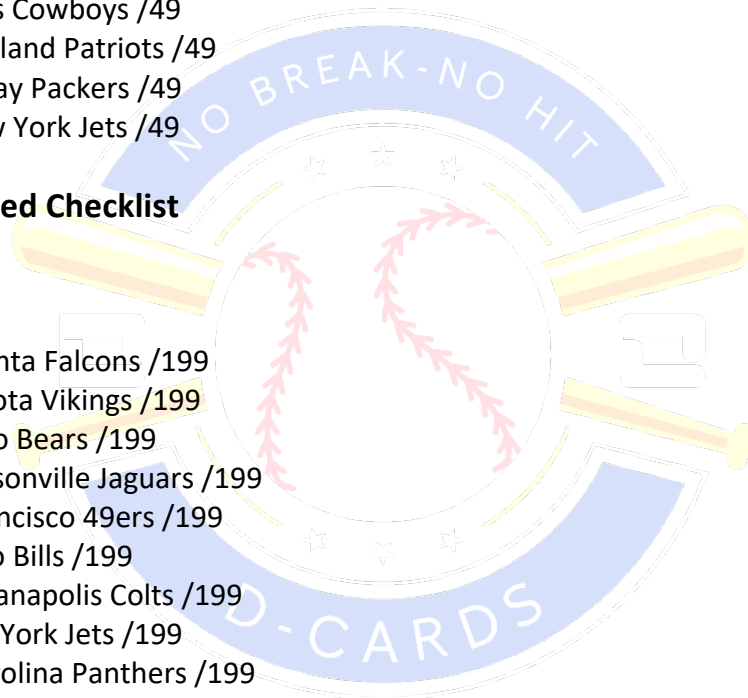 s Cowboys /49
land Patriots /49
ay Packers /49
w York Jets /49
ed Checklist
nta Falcons /199
ota Vikings /199
o Bears /199
sonville Jaguars /199
ncisco 49ers /199
o Bills /199
anapolis Colts /199
York Jets /199
rolina Panthers /199
NO BREAK-NO HIT
D-CARDS